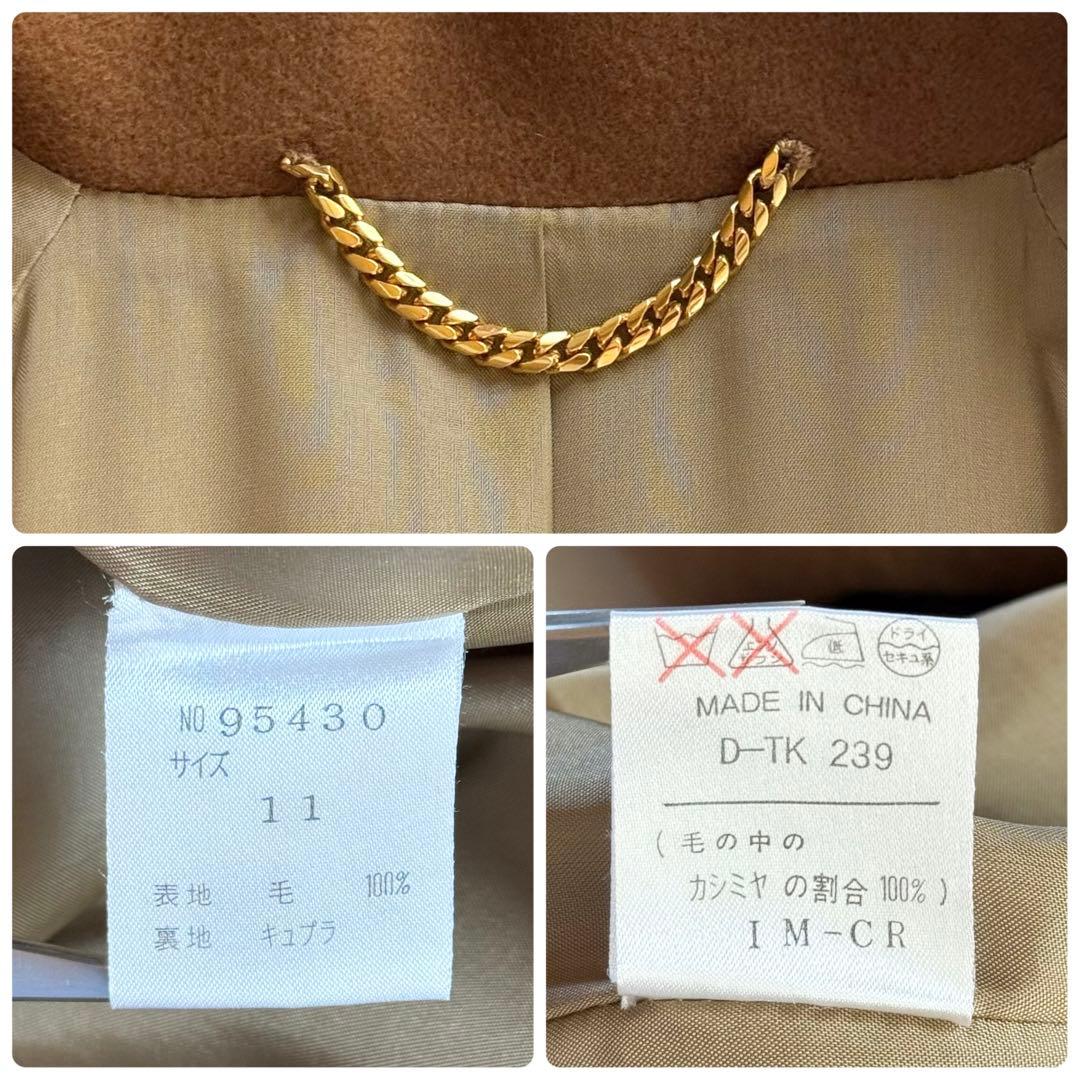 NO 95430
サイズ
11
表地 毛 100%
裏地 キュプラ
低
ドライ
セキユ系
MADE IN CHINA
D-TK 239
(毛の中の
カシミヤ の割合 100%)
IM-CR